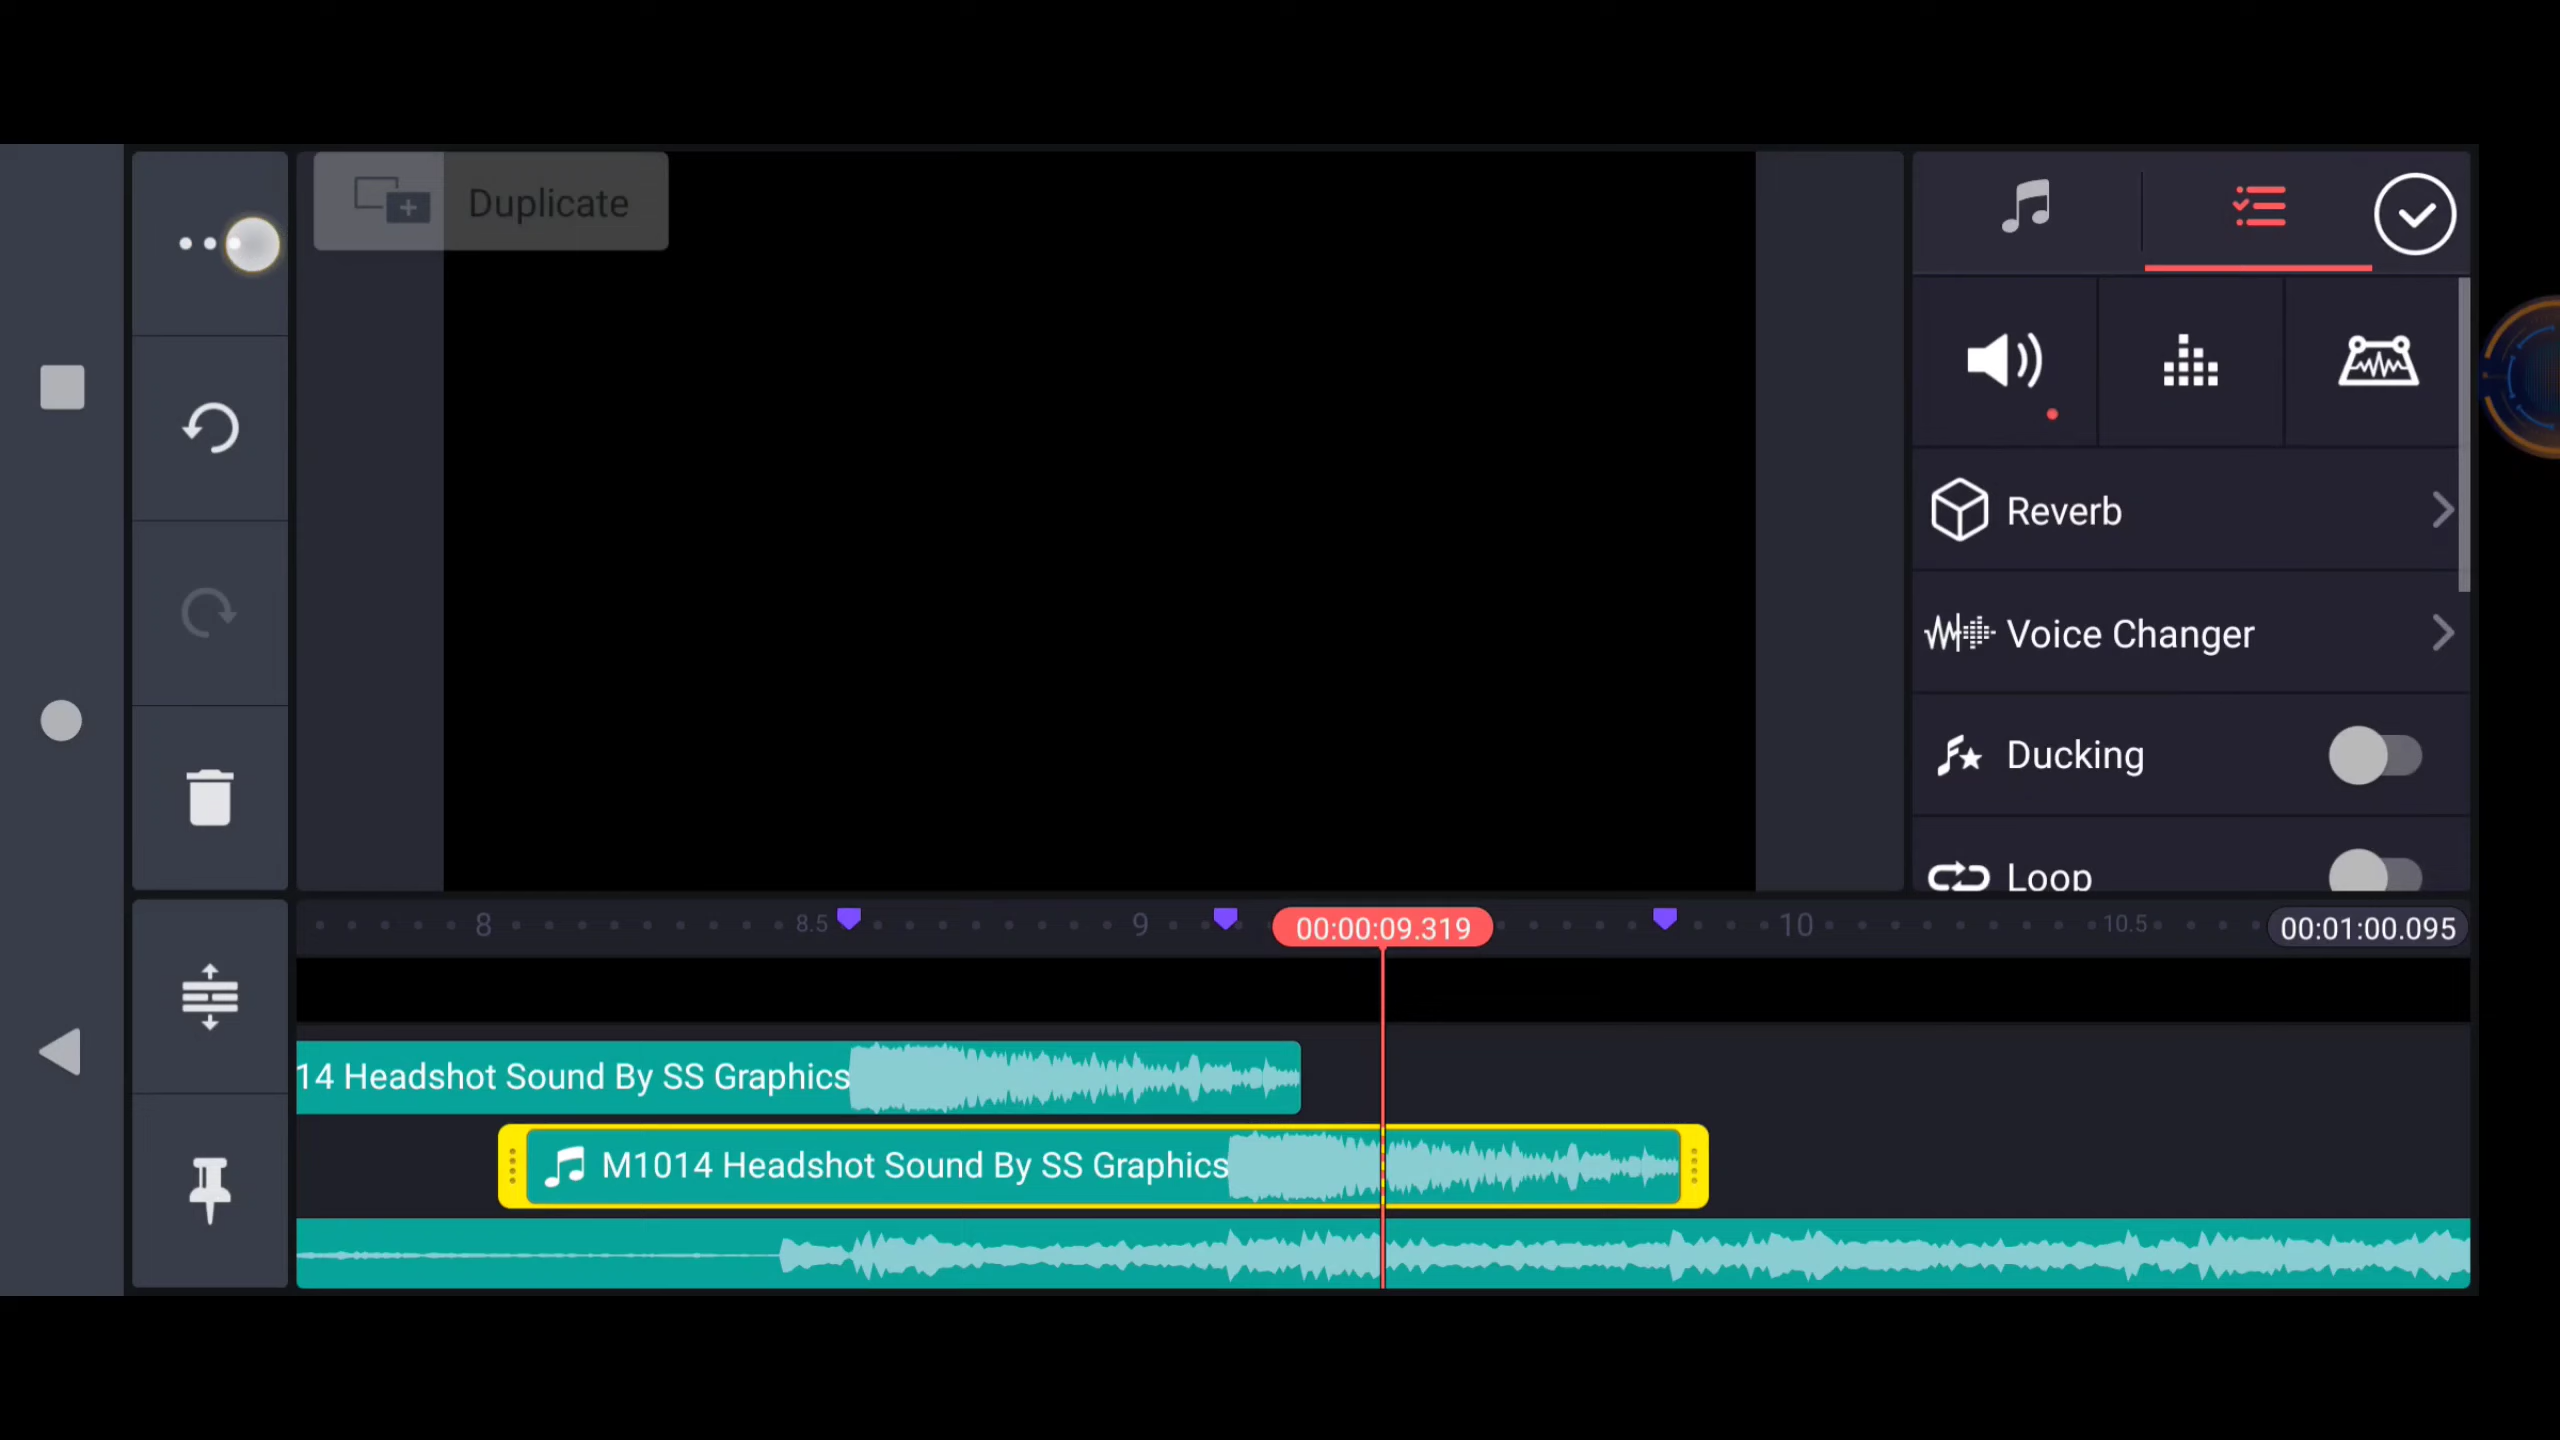 Duplicate
Reverb
Voice Changer
Ducking
Loop
8
8.5
9
00:00:09.319
10
10.5
00:01:00.095
14 Headshot Sound By SS Graphics
M1014 Headshot Sound By SS Graphics